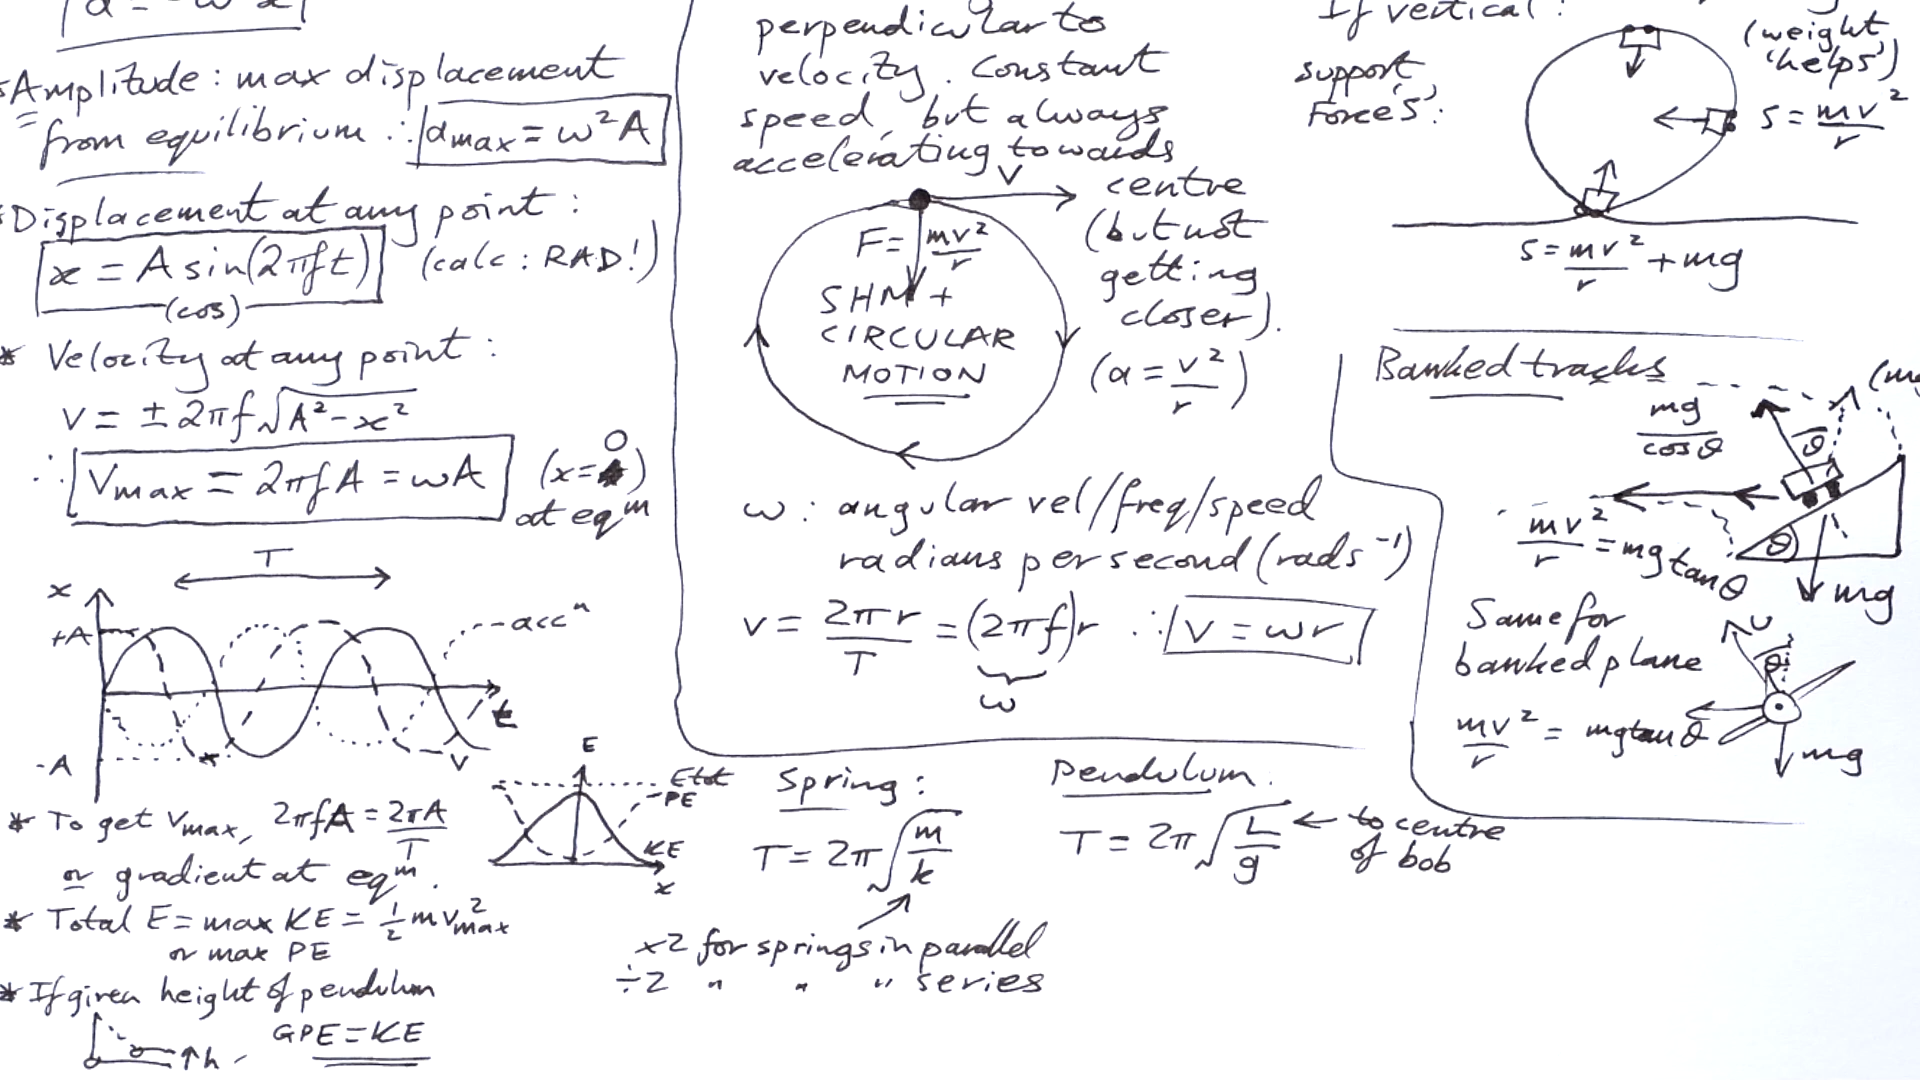 a = -ω²x
*Amplitude: max displacement
from equilibrium ∴ amax = ω²A
*Displacement at any point:
x = A sin(2πft) (calc: RAD!)
(cos)
* Velocity at any point:
v = ± 2πf√A²-x²
∴ Vmax = 2πfA = ωA (x=0)
at eqᵐ
T
x
+A
-A
accⁿ
t
v
* To get Vmax, 2πfA = 2πA/T
or gradient at eqᵐ.
* Total E = max KE = ½mv²max
or max PE
* If given height of pendulum
GPE = KE
h
E
Etot
PE
KE
x
perpendicular to
velocity. Constant
speed, but always
accelerating towards
centre
(but not
getting
closer).
(a = v²/r)
v
F = mv²/r
SHM +
CIRCULAR
MOTION
ω: angular vel/freq/speed
radians per second (rads⁻¹)
v = 2πr/T = (2πf)r ∴ v = ωr
ω
Spring:
T = 2π√m/k
x2 for springs in parallel
÷2 " " " series
Pendulum.
T = 2π√L/g ← to centre
of bob
If vertical:
support
Force 'S':
(weight
'helps')
S = mv²/r
S = mv²/r + mg
Banked tracks
mg/cosθ
θ
mv²/r = mg tanθ
θ
mg
Same for
banked plane
mv²/r = mg tanθ
θ
mg